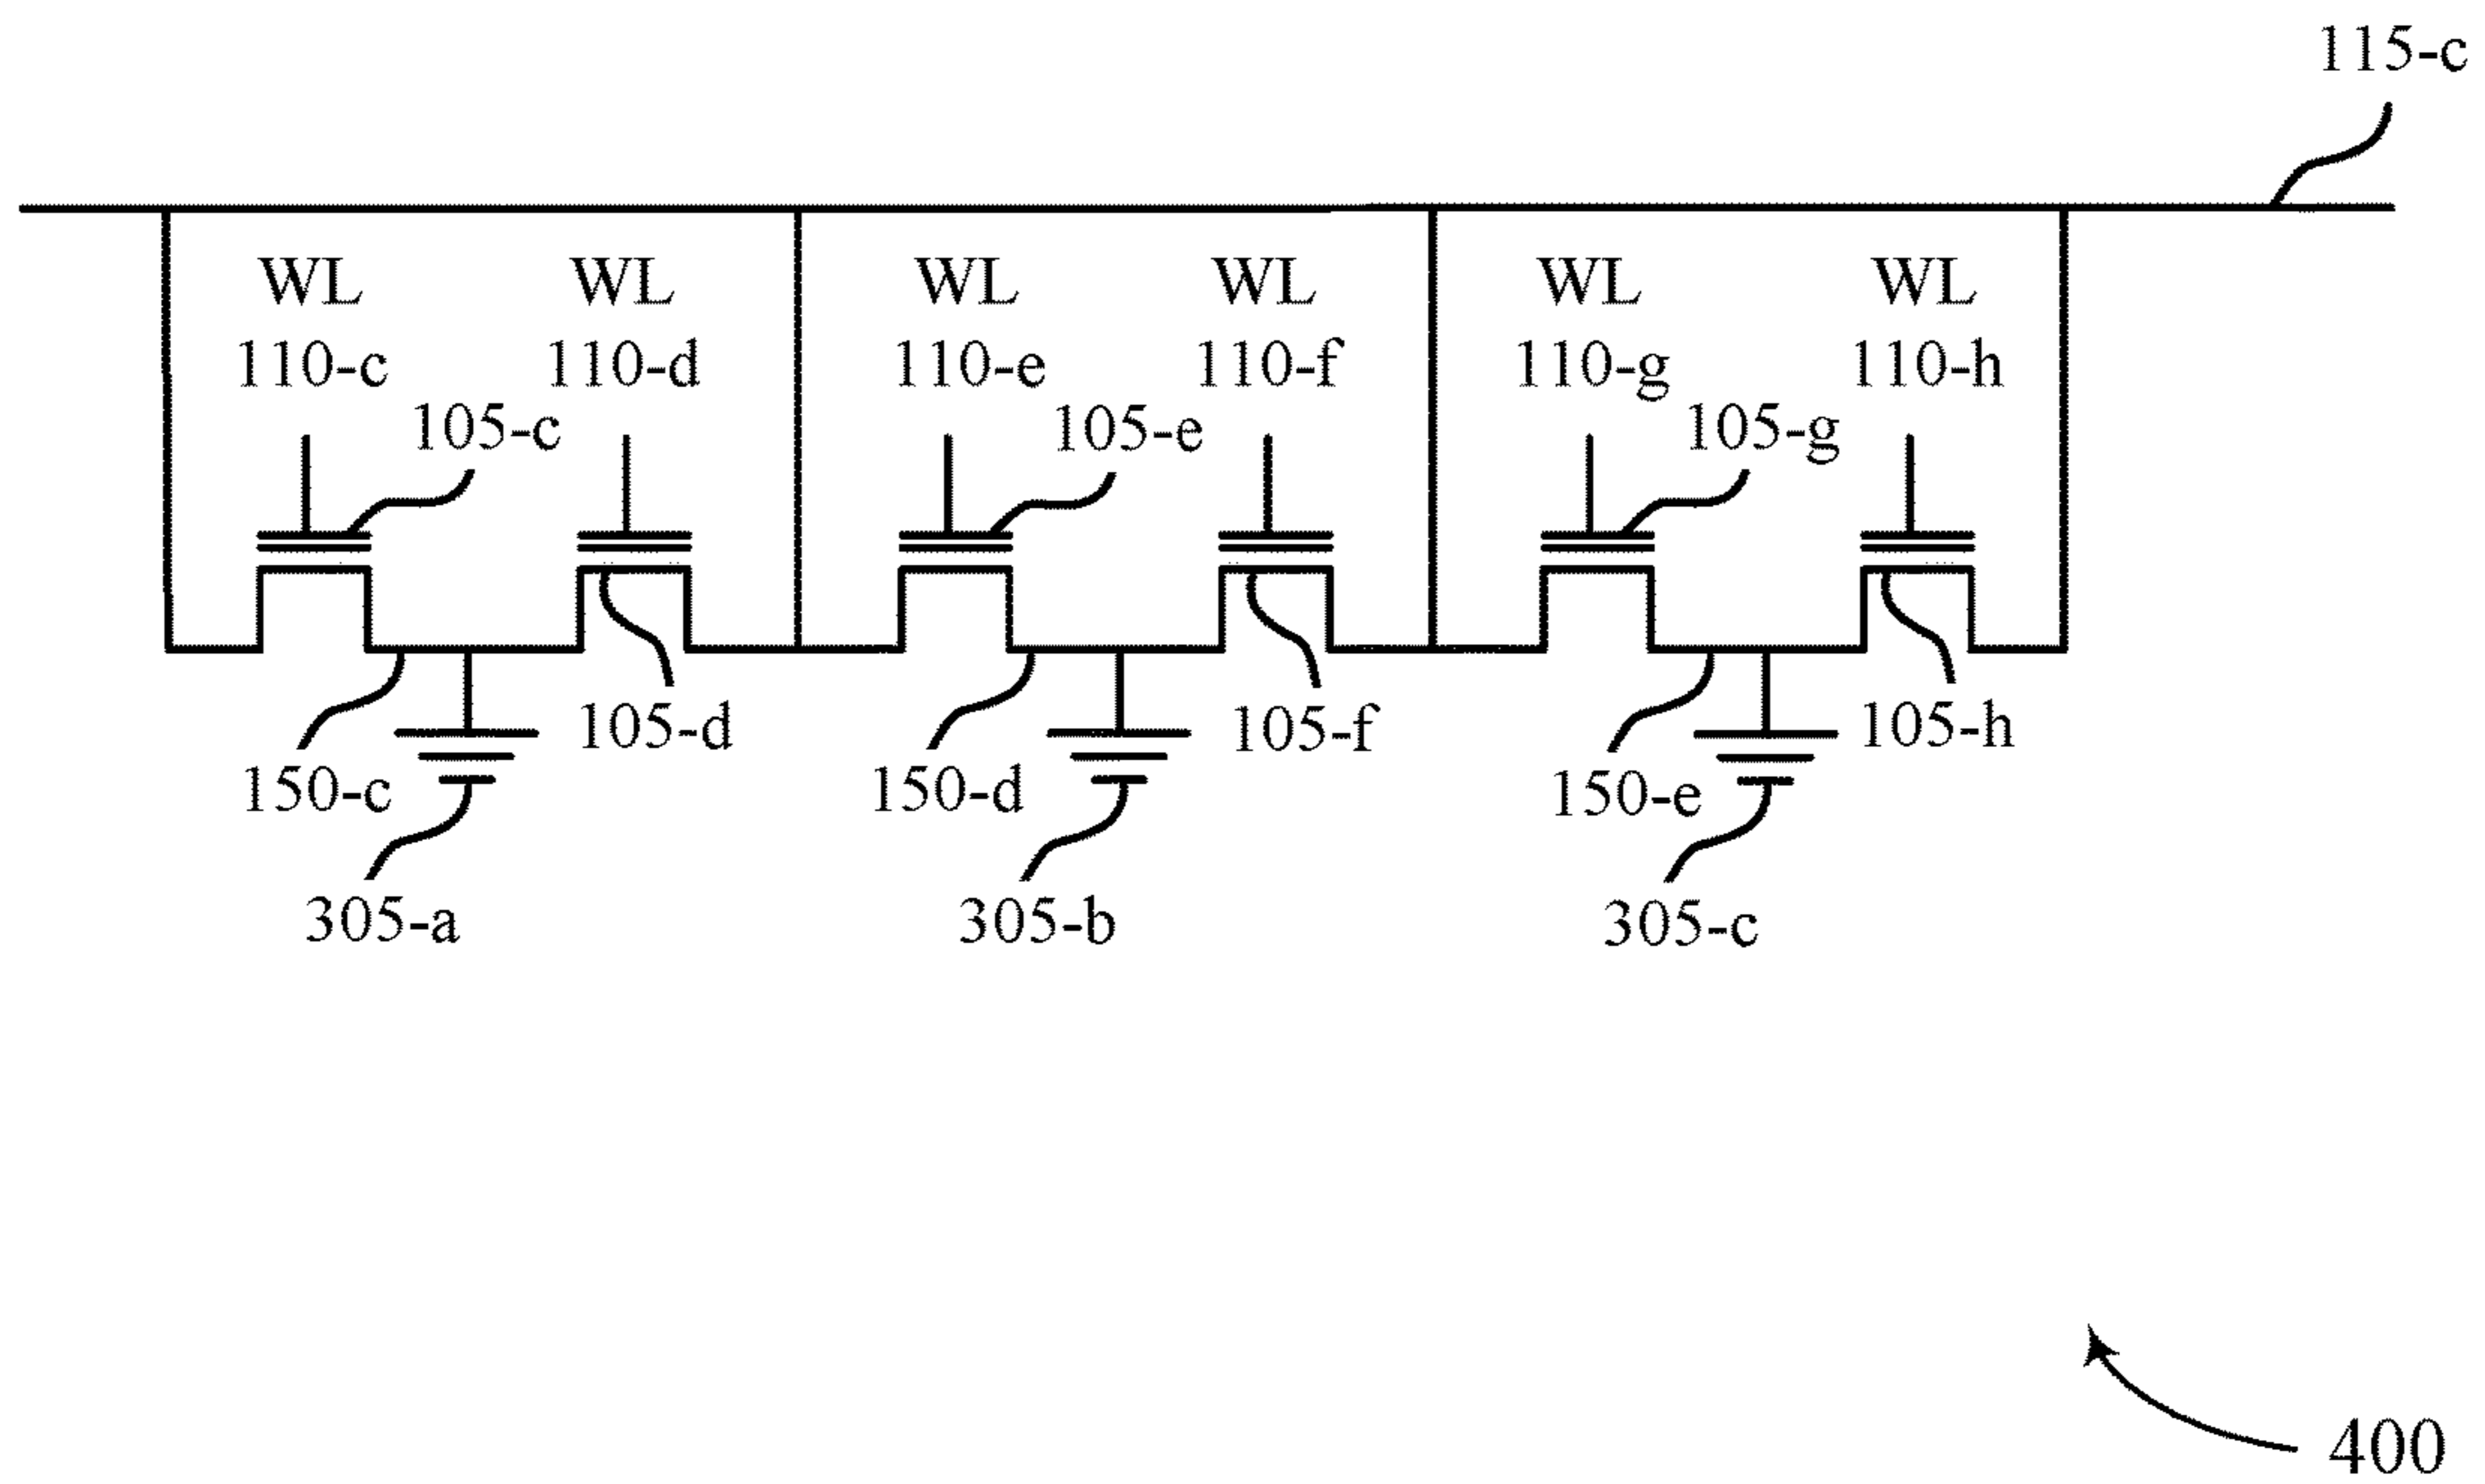 115-c
WL WL WL WL WL WL
110-c 110-d 110-e 110-f 110-g 110-h
105-c 105-e 105-g
105-d 105-f 105-h
150-c 150-d 150-e
305-a 305-b 305-c
400